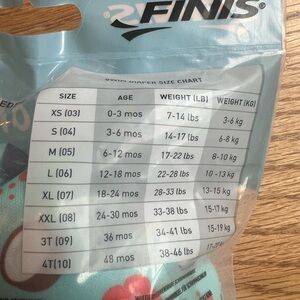 FINIS
SWIM DIAPER SIZE CHART
SIZE AGE WEIGHT (LB) WEIGHT (KG)
XS (03) 0-3 mos 7-14 lbs 3-6 kg
S (04) 3-6 mos 14-17 lbs 6-8 kg
M (05) 6-12 mos 17-22 lbs 8-10 kg
L (06) 12-18 mos 22-28 lbs 10-13 kg
XL (07) 18-24 mos 28-33 lbs 13-15 kg
XXL (08) 24-30 mos 33-38 lbs 15-17 kg
3T (09) 36 mos 34-41 lbs 15-19 kg
4T(10) 48 mos 38-46 lbs